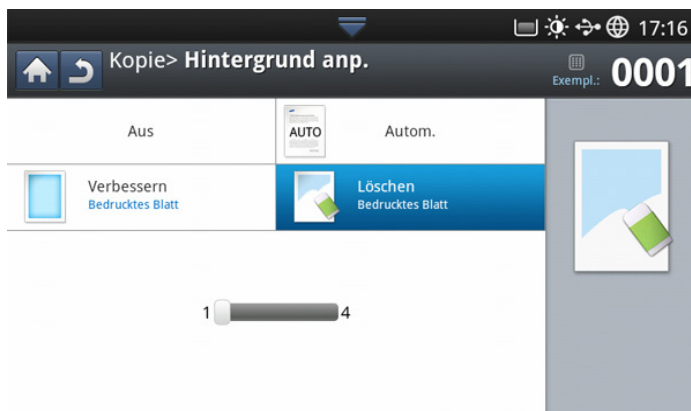 17:16
Kopie> Hintergrund anp.
Exempl.: 0001
Aus
AUTO Autom.
Verbessern
Bedrucktes Blatt
Löschen
Bedrucktes Blatt
1 4